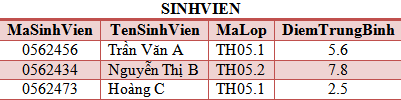 SINHVIEN
MaSinhVien TenSinhVien MaLop DiemTrungBinh
0562456 Trần Văn A TH05.1 5.6
0562434 Nguyễn Thị B TH05.2 7.8
0562473 Hoàng C TH05.1 2.5